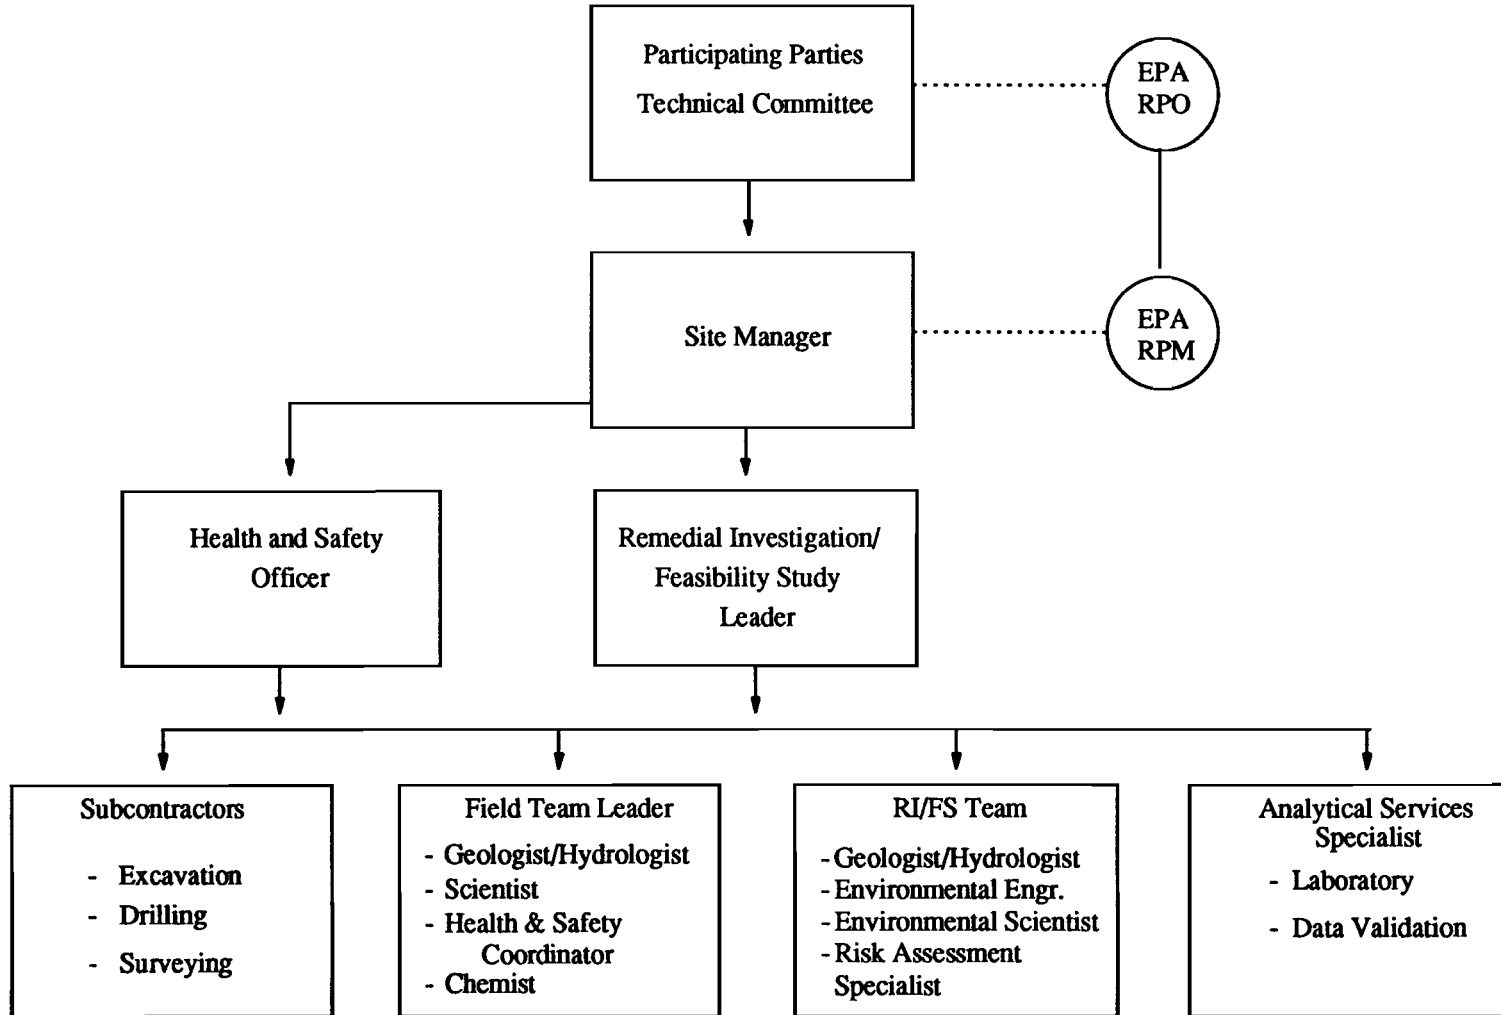 Participating Parties
Technical Committee
EPA
RPO
Site Manager
EPA
RPM
Health and Safety
Officer
Remedial Investigation/
Feasibility Study
Leader
Subcontractors
- Excavation
- Drilling
- Surveying
Field Team Leader
- Geologist/Hydrologist
- Scientist
- Health & Safety
Coordinator
- Chemist
RI/FS Team
- Geologist/Hydrologist
- Environmental Engr.
- Environmental Scientist
- Risk Assessment
Specialist
Analytical Services
Specialist
- Laboratory
- Data Validation